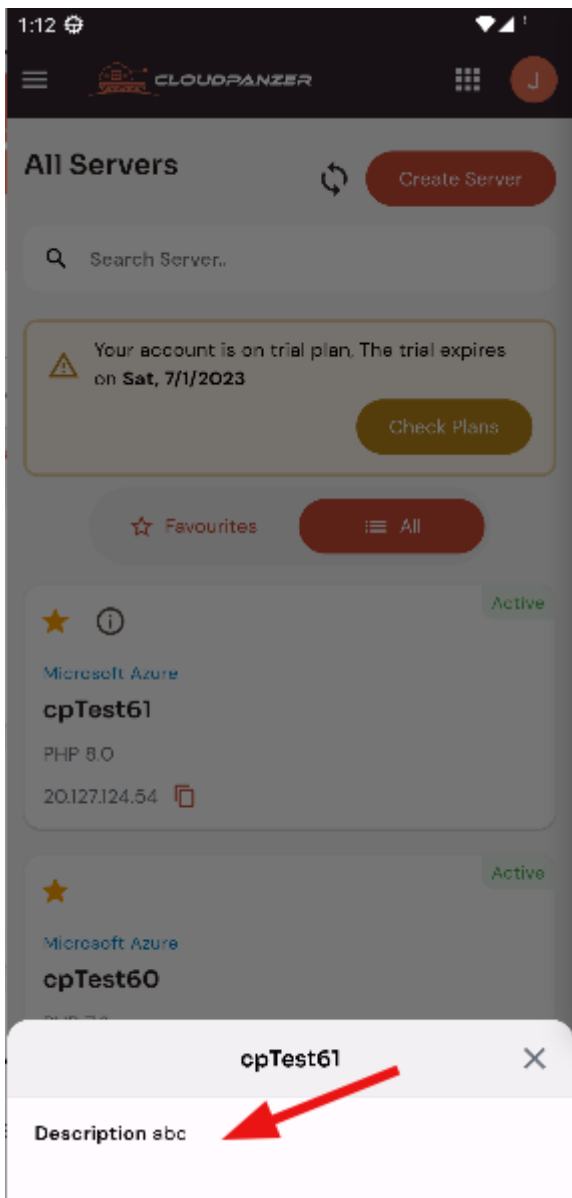 1:12
CLOUDPANZER
J
All Servers
Create Server
Search Server..
Your account is on trial plan, The trial expires
on Sat, 7/1/2023
Check Plans
Favourites
All
Active
Microsoft Azure
cpTest61
PHP 8.0
20.127.124.54
Active
Microsoft Azure
cpTest60
cpTest61
Description abc